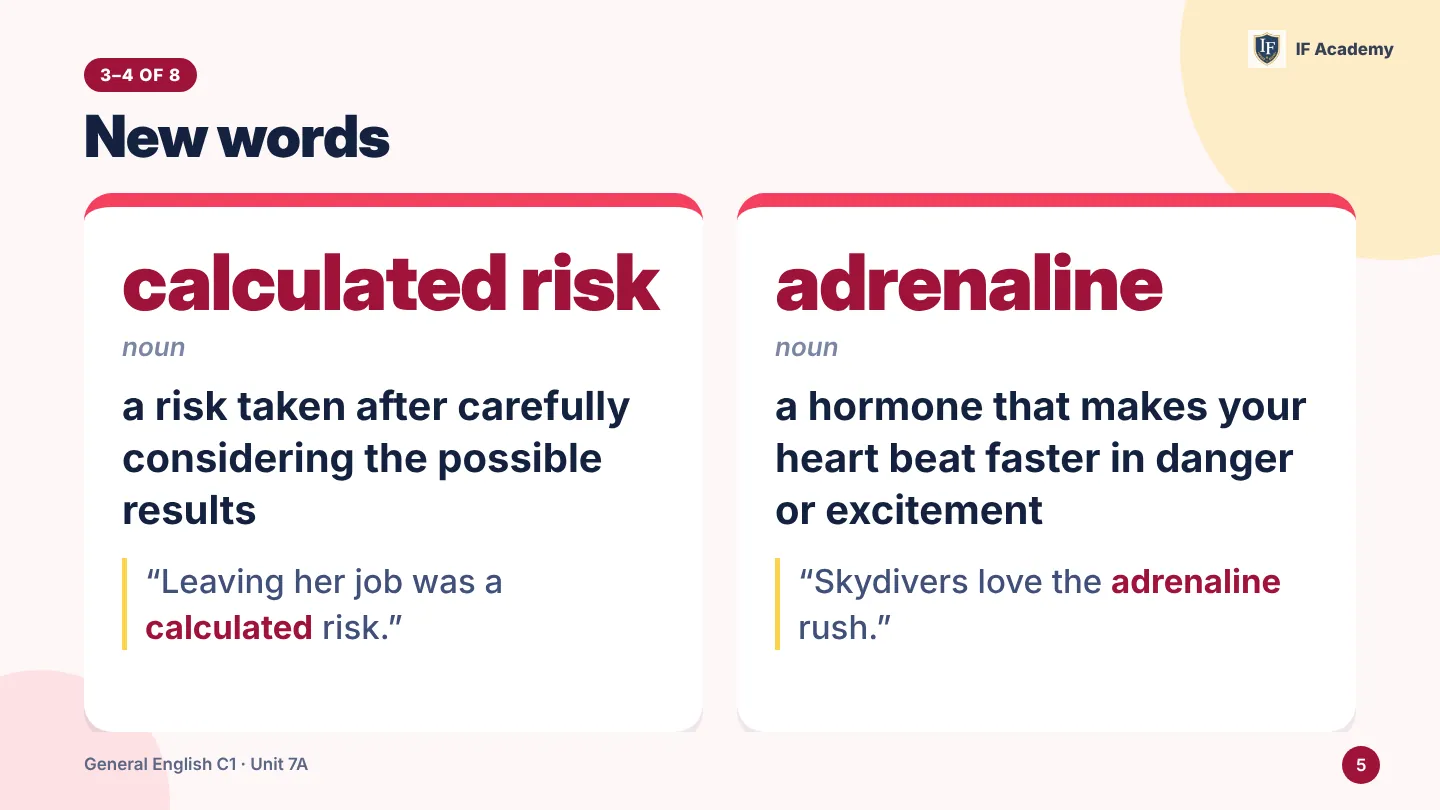 IF
IF Academy
3–4 OF 8
New words
calculated risk
noun
a risk taken after carefully
considering the possible
results
“Leaving her job was a
calculated risk.”
adrenaline
noun
a hormone that makes your
heart beat faster in danger
or excitement
“Skydivers love the adrenaline
rush.”
General English C1 · Unit 7A
5